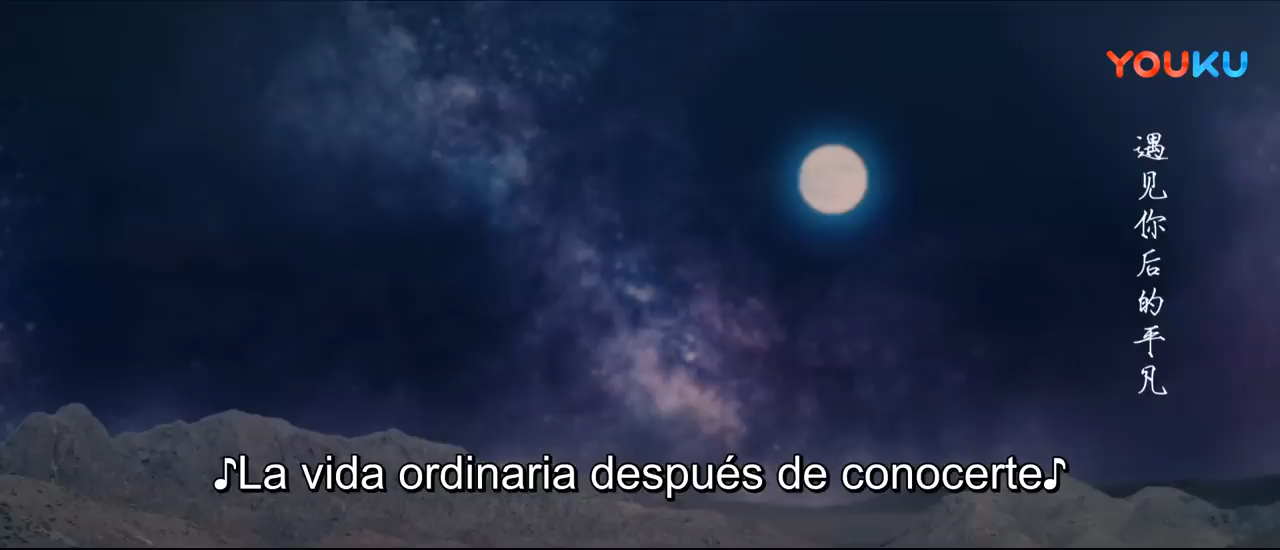 YOUKU
遇见你后的平凡
♪La vida ordinaria después de conocerte♪